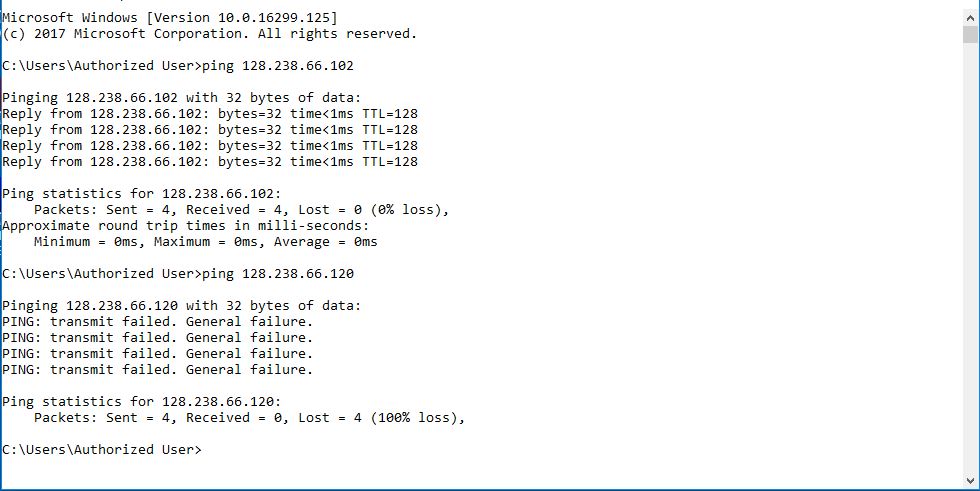 Microsoft Windows [Version 10.0.16299.125]
(c) 2017 Microsoft Corporation. All rights reserved.
C:\Users\Authorized User>ping 128.238.66.102
Pinging 128.238.66.102 with 32 bytes of data:
Reply from 128.238.66.102: bytes=32 time<1ms TTL=128
Reply from 128.238.66.102: bytes=32 time<1ms TTL=128
Reply from 128.238.66.102: bytes=32 time<1ms TTL=128
Reply from 128.238.66.102: bytes=32 time<1ms TTL=128
Ping statistics for 128.238.66.102:
    Packets: Sent = 4, Received = 4, Lost = 0 (0% loss),
Approximate round trip times in milli-seconds:
    Minimum = 0ms, Maximum = 0ms, Average = 0ms
C:\Users\Authorized User>ping 128.238.66.120
Pinging 128.238.66.120 with 32 bytes of data:
PING: transmit failed. General failure.
PING: transmit failed. General failure.
PING: transmit failed. General failure.
PING: transmit failed. General failure.
Ping statistics for 128.238.66.120:
    Packets: Sent = 4, Received = 0, Lost = 4 (100% loss),
C:\Users\Authorized User>